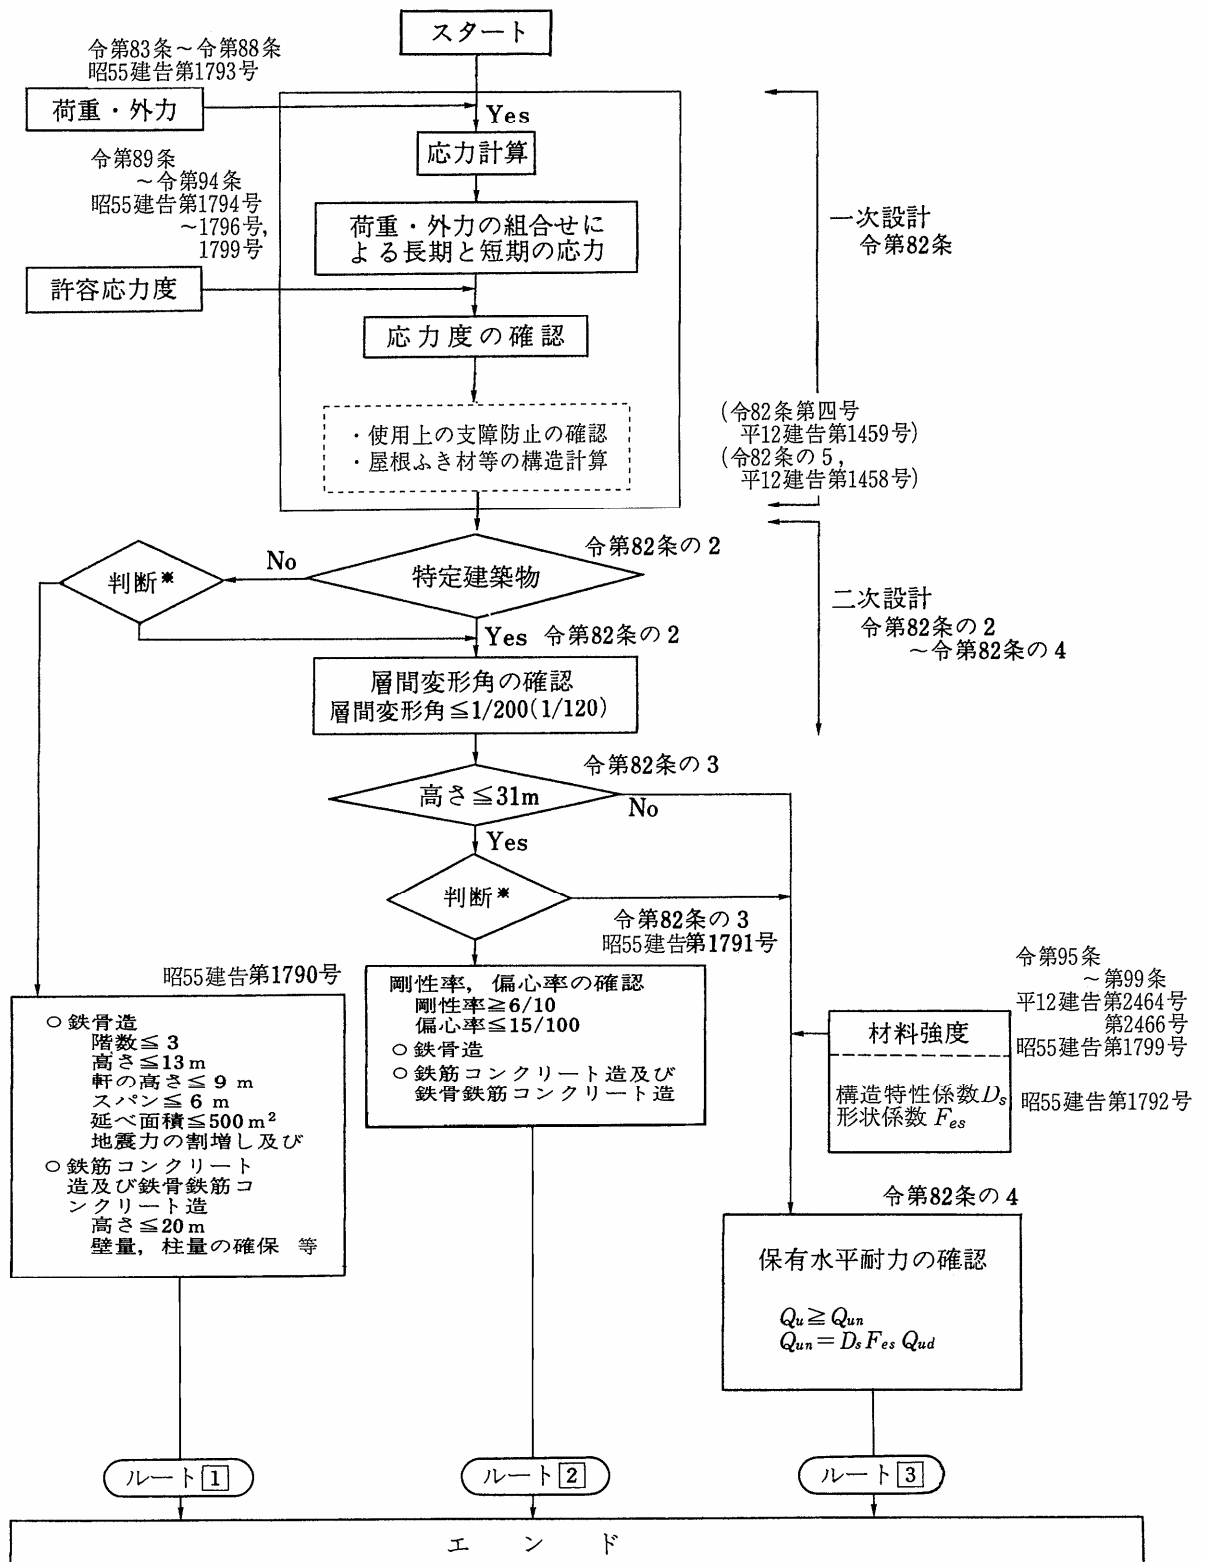 スタート
令第83条～令第88条
昭55建告第1793号
荷重・外力
Yes
応力計算
令第89条
～令第94条
昭55建告第1794号
～1796号，
1799号
荷重・外力の組合せに
よる長期と短期の応力
一次設計
令第82条
許容応力度
応力度の確認
・使用上の支障防止の確認
・屋根ふき材等の構造計算
(令82条第四号
平12建告第1459号)
(令82条の5，
平12建告第1458号)
令第82条の2
No
特定建築物
判断※
二次設計
令第82条の2
～令第82条の4
Yes 令第82条の2
層間変形角の確認
層間変形角≦1/200(1/120)
令第82条の3
高さ≦31m
No
Yes
判断※
令第82条の3
昭55建告第1791号
昭55建告第1790号
○鉄骨造
階数≦3
高さ≦13m
軒の高さ≦9m
スパン≦6m
延べ面積≦500m²
地震力の割増し及び
○鉄筋コンクリート
造及び鉄骨鉄筋コ
ンクリート造
高さ≦20m
壁量，柱量の確保 等
剛性率，偏心率の確認
剛性率≧6/10
偏心率≦15/100
○鉄骨造
○鉄筋コンクリート造及び
鉄骨鉄筋コンクリート造
令第95条
～第99条
平12建告第2464号
第2466号
昭55建告第1799号
材料強度
構造特性係数Ds
形状係数Fes
昭55建告第1792号
令第82条の4
保有水平耐力の確認
Qu≧Qun
Qun=DsFesQud
ルート1
ルート2
ルート3
エンド